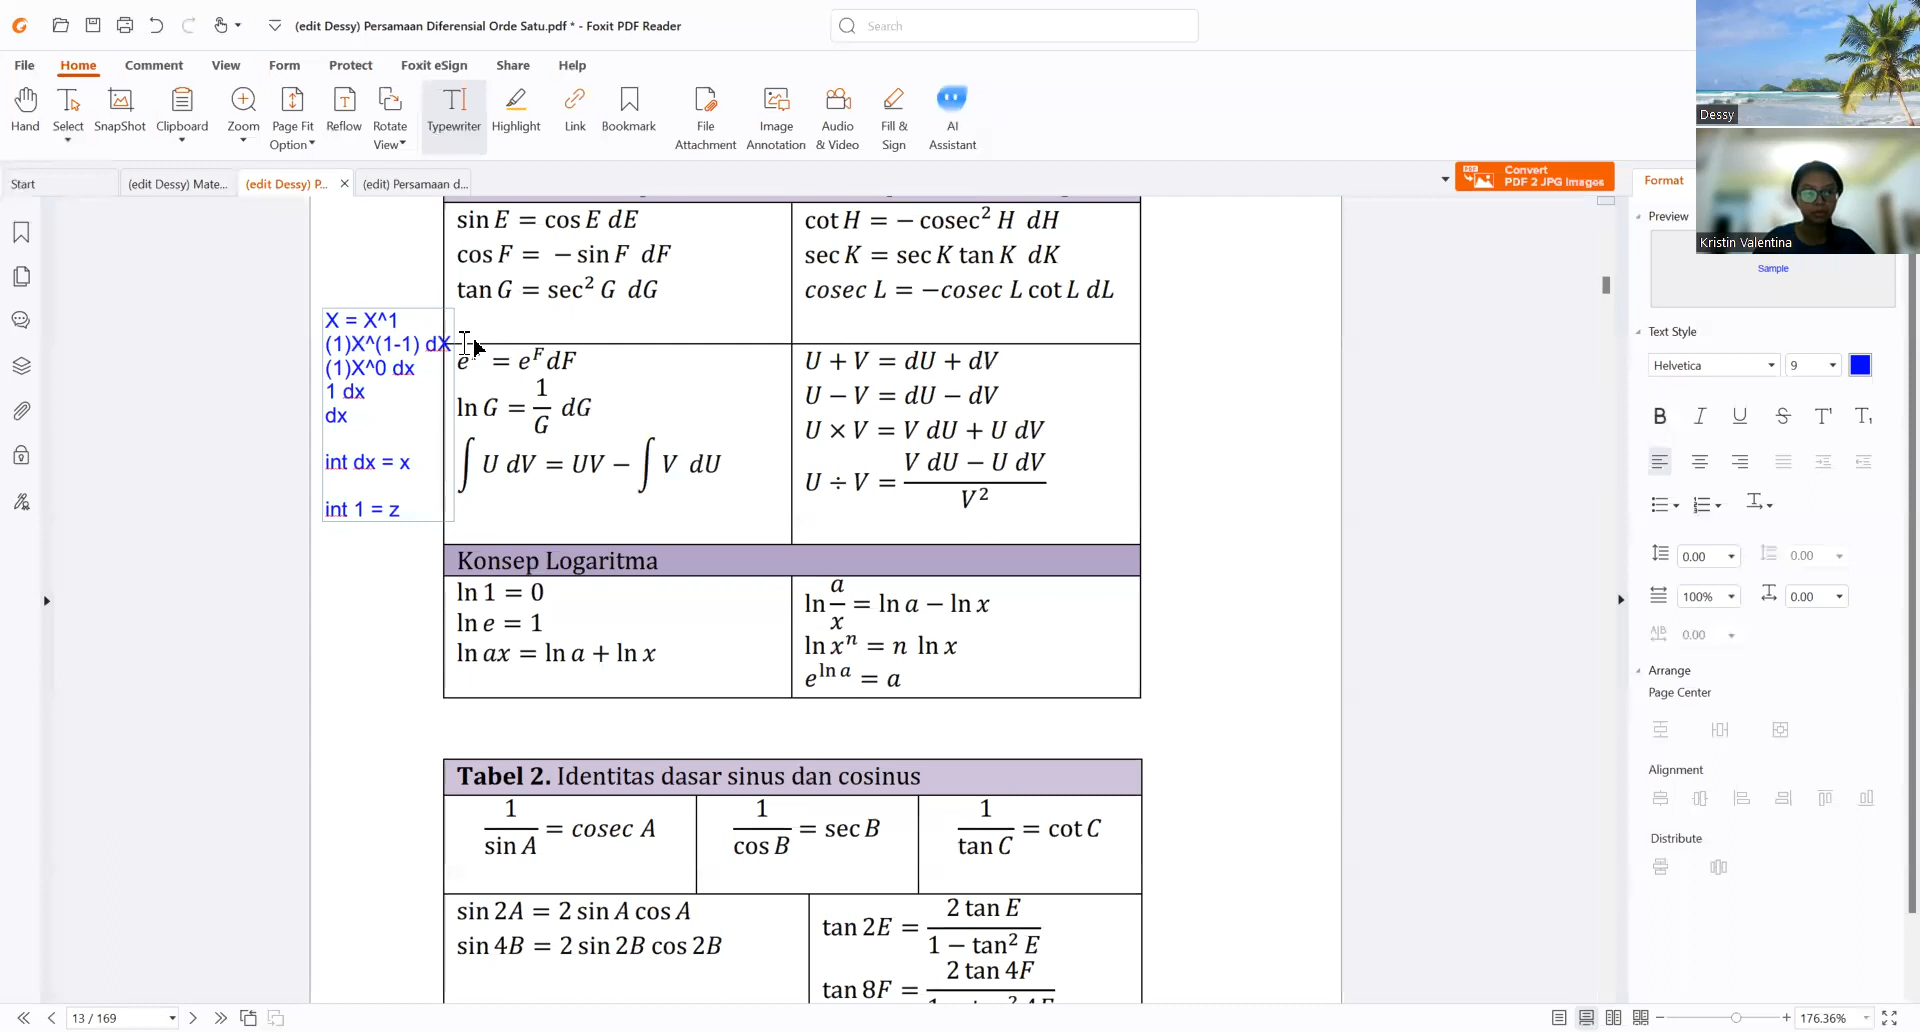 (edit Dessy) Persamaan Diferensial Orde Satu.pdf * - Foxit PDF Reader
Search
File Home Comment View Form Protect Foxit eSign Share Help
Hand Select SnapShot Clipboard Zoom Page Fit Option Reflow Rotate View Typewriter Highlight Link Bookmark File Attachment Image Annotation Audio & Video Fill & Sign AI Assistant
Dessy
Kristin Valentina
Start (edit Dessy) Mate... (edit Dessy) P... (edit) Persamaan d...
Convert
PDF 2 JPG Images
Format
Preview
Sample
Text Style
Helvetica 9
0.00 0.00
100% 0.00
0.00
Arrange
Page Center
Alignment
Distribute
sin E = cos E dE
cos F = − sin F dF
tan G = sec² G dG
cot H = − cosec² H dH
sec K = sec K tan K dK
cosec L = −cosec L cot L dL
X = X^1
(1)X^(1-1) dX
(1)X^0 dx
1 dx
dx
int dx = x
int 1 = z
= e^F dF
ln G = 1/G dG
∫ U dV = UV − ∫ V dU
U + V = dU + dV
U − V = dU − dV
U × V = V dU + U dV
U ÷ V = (V dU − U dV)/V²
Konsep Logaritma
ln 1 = 0
ln e = 1
ln ax = ln a + ln x
ln a/x = ln a − ln x
ln xⁿ = n ln x
e^(ln a) = a
Tabel 2. Identitas dasar sinus dan cosinus
1/sin A = cosec A
1/cos B = sec B
1/tan C = cot C
sin 2A = 2 sin A cos A
sin 4B = 2 sin 2B cos 2B
tan 2E = 2 tan E/(1 − tan² E)
tan 8F = 2 tan 4F
13 / 169
176.36%